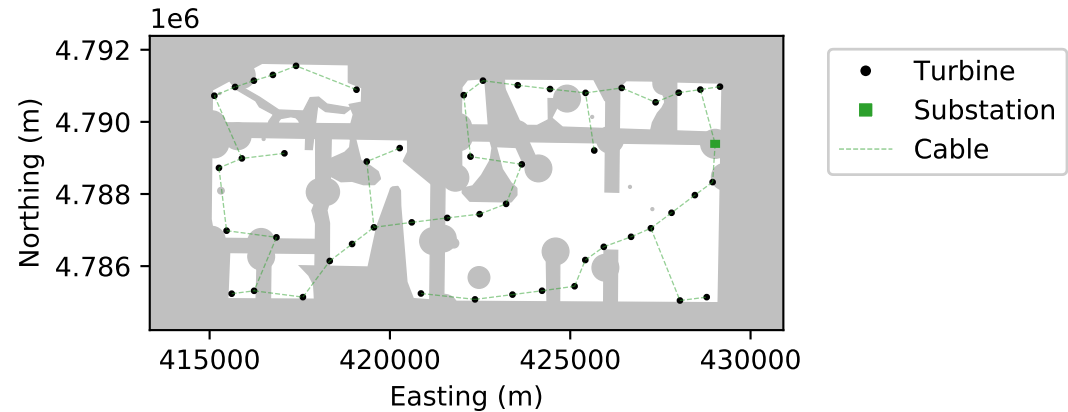 1e6
4.792
4.790
4.788
4.786
Northing (m)
415000 420000 425000 430000
Easting (m)
Turbine
Substation
Cable